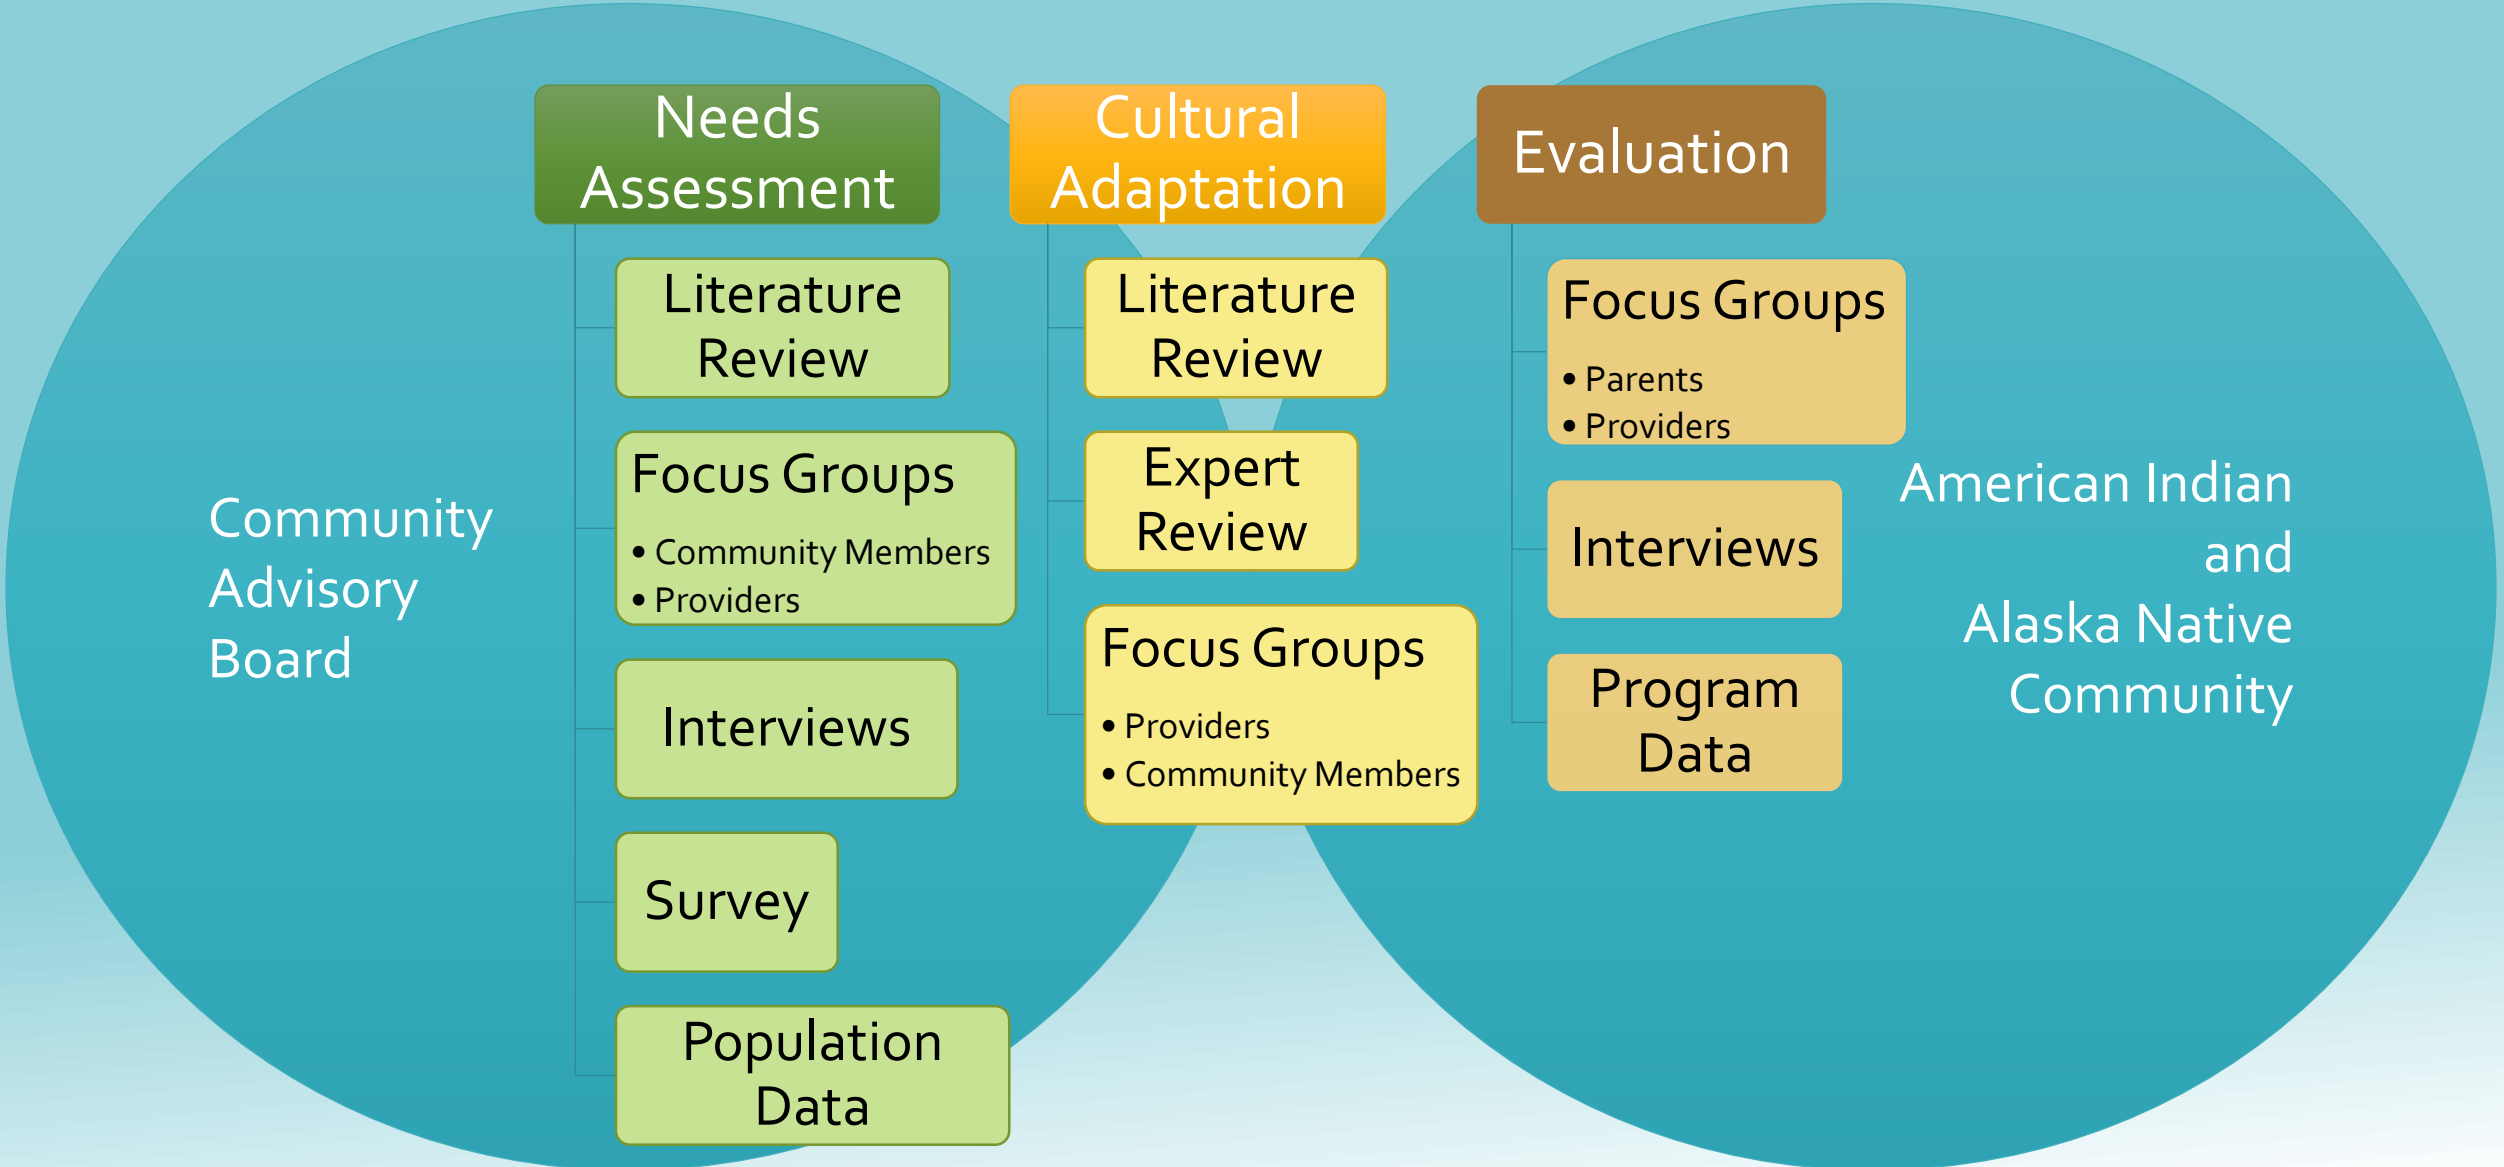 Community
Advisory
Board
Needs
Assessment
Literature
Review
Focus Groups
• Community Members
• Providers
Interviews
Survey
Population
Data
Cultural
Adaptation
Literature
Review
Expert
Review
Focus Groups
• Providers
• Community Members
Evaluation
Focus Groups
• Parents
• Providers
Interviews
Program
Data
American Indian
and
Alaska Native
Community